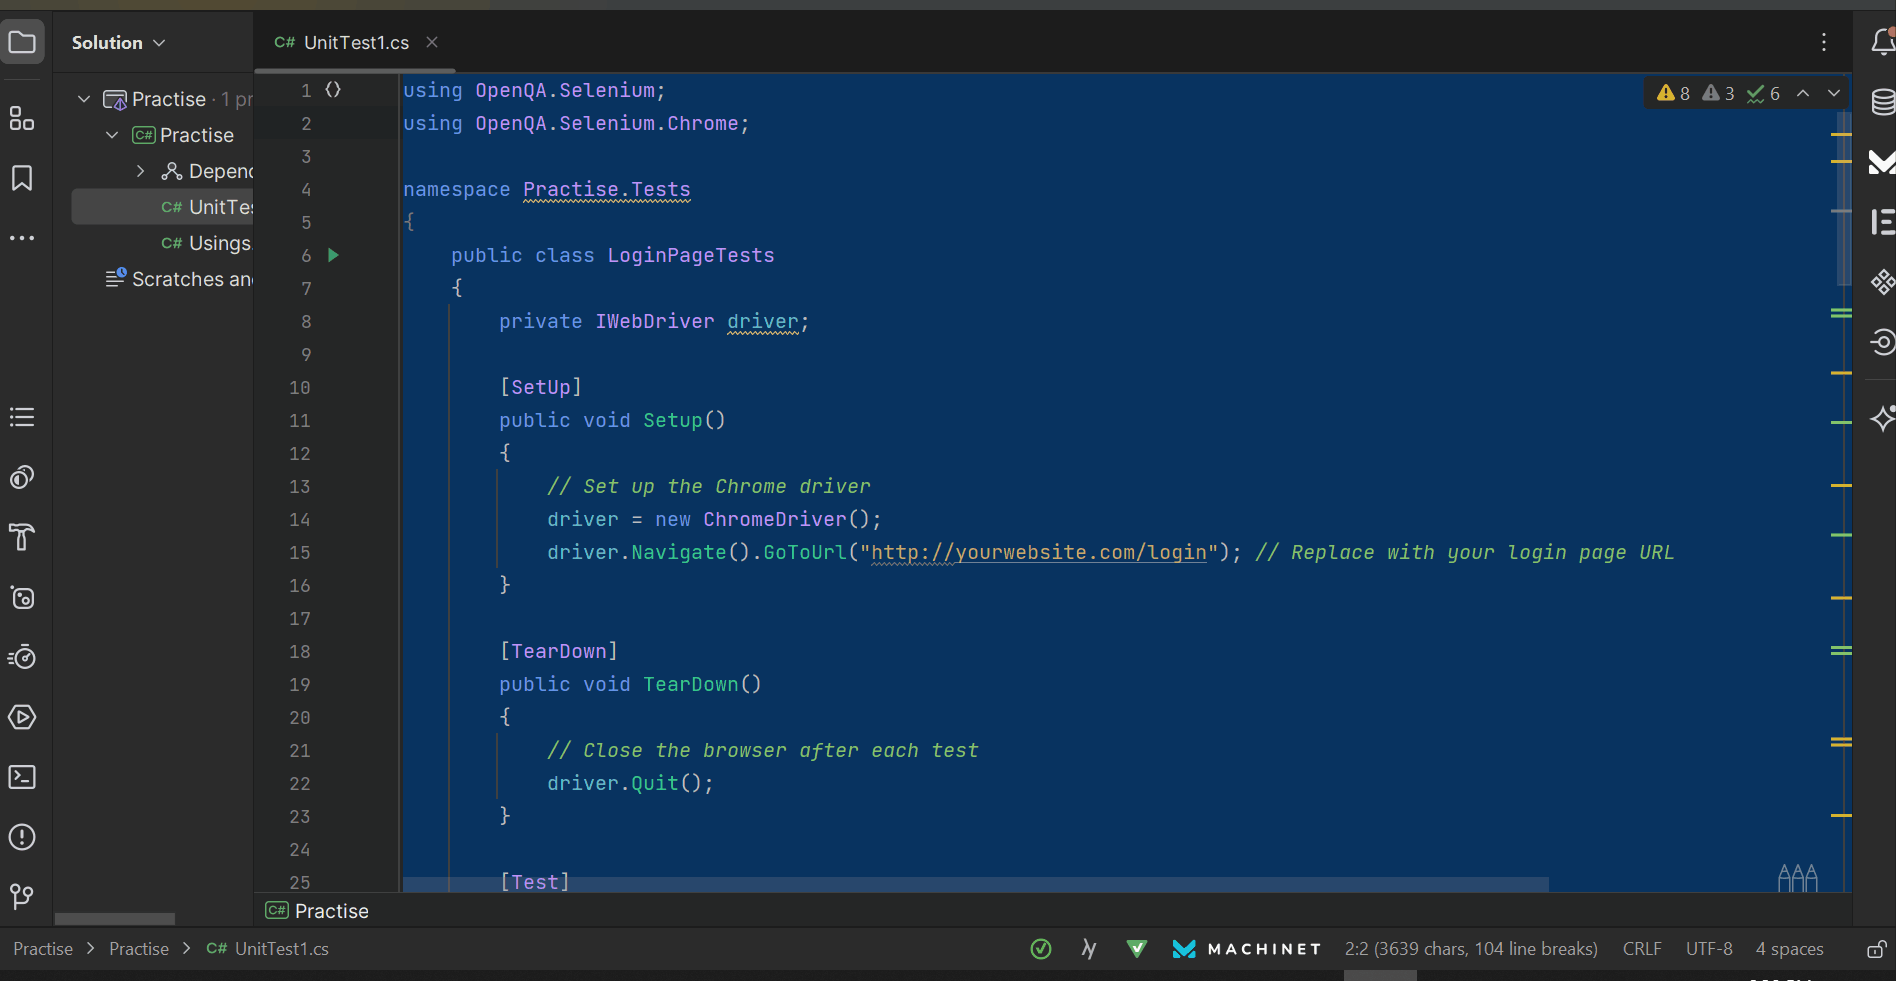 Solution
C# UnitTest1.cs
Practise · 1 pr
C# Practise
Depend
C# UnitTes
C# Usings.
Scratches an
8 3 6
1 using OpenQA.Selenium;
2 using OpenQA.Selenium.Chrome;
3
4 namespace Practise.Tests
5 {
6 public class LoginPageTests
7 {
8 private IWebDriver driver;
9
10 [SetUp]
11 public void Setup()
12 {
13 // Set up the Chrome driver
14 driver = new ChromeDriver();
15 driver.Navigate().GoToUrl("http://yourwebsite.com/login"); // Replace with your login page URL
16 }
17
18 [TearDown]
19 public void TearDown()
20 {
21 // Close the browser after each test
22 driver.Quit();
23 }
24
25 [Test]
C# Practise
Practise > Practise > C# UnitTest1.cs
MACHINET 2:2 (3639 chars, 104 line breaks) CRLF UTF-8 4 spaces